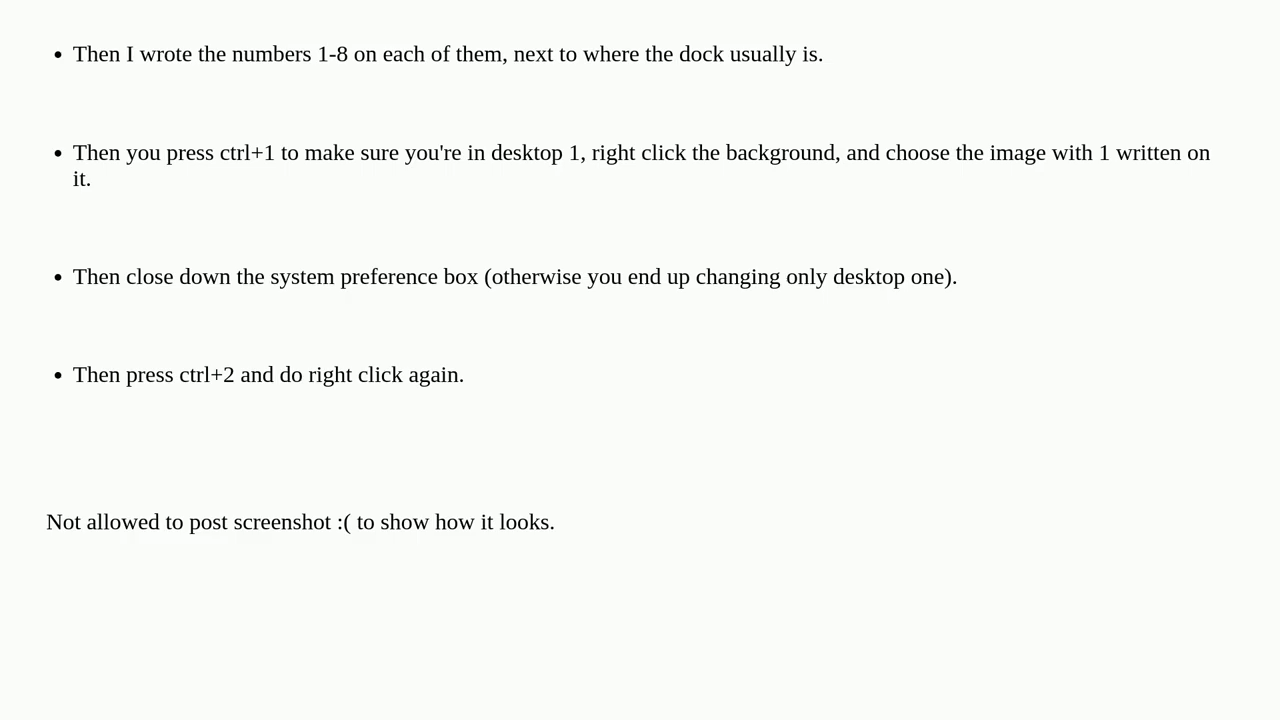 • Then I wrote the numbers 1-8 on each of them, next to where the dock usually is.
• Then you press ctrl+1 to make sure you're in desktop 1, right click the background, and choose the image with 1 written on
it.
• Then close down the system preference box (otherwise you end up changing only desktop one).
• Then press ctrl+2 and do right click again.
Not allowed to post screenshot :( to show how it looks.